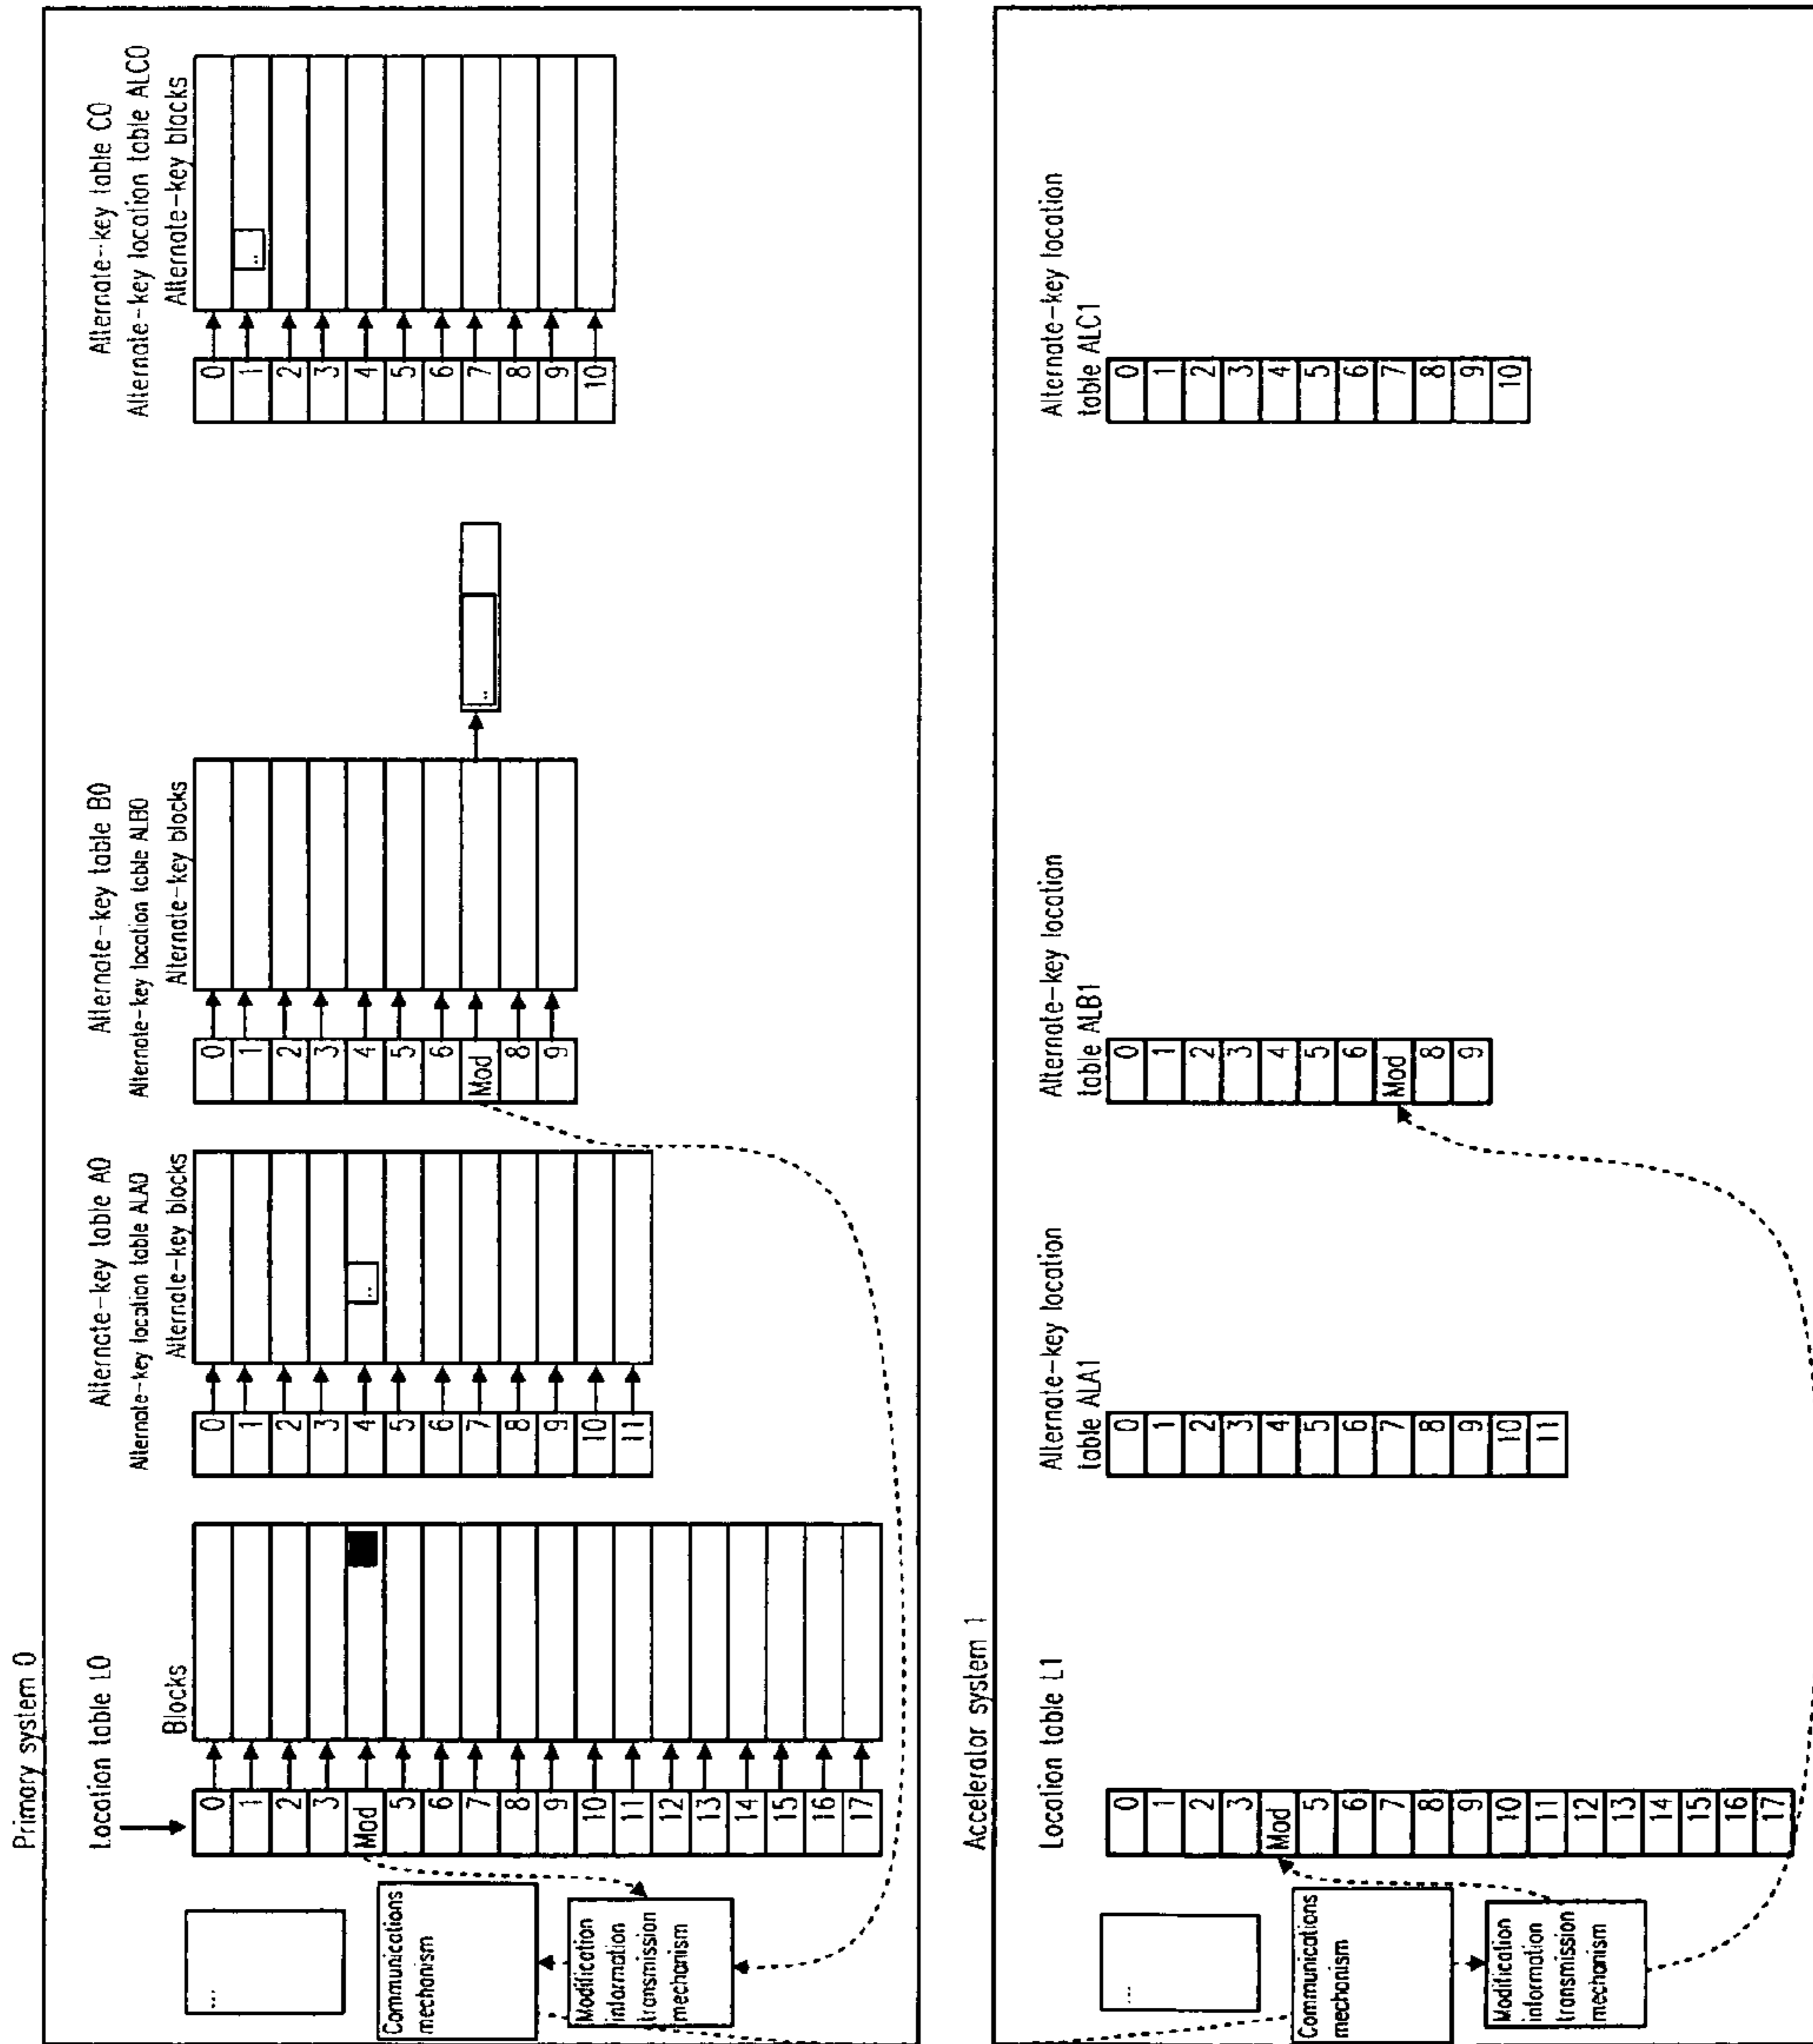 Primary system 0
Location table L0
Blocks
0
1
2
3
Mod
5
6
7
8
9
10
11
12
13
14
15
16
17
Alternate-key table A0
Alternate-key location table ALA0
Alternate-key blocks
0
1
2
3
4
5
6
7
8
9
10
11
..
Alternate-key table B0
Alternate-key location table ALB0
Alternate-key blocks
0
1
2
3
4
5
6
Mod
8
9
..
Alternate-key table C0
Alternate-key location table ALC0
Alternate-key blocks
0
1
2
3
4
5
6
7
8
9
10
..
...
Communications
mechanism
Modification
information
transmission
mechanism
Accelerator system 1
Location table L1
0
1
2
3
Mod
5
6
7
8
9
10
11
12
13
14
15
16
17
Alternate-key location
table ALA1
0
1
2
3
4
5
6
7
8
9
10
11
Alternate-key location
table ALB1
0
1
2
3
4
5
6
Mod
8
9
Alternate-key location
table ALC1
0
1
2
3
4
5
6
7
8
9
10
...
Communications
mechanism
Modification
information
transmission
mechanism